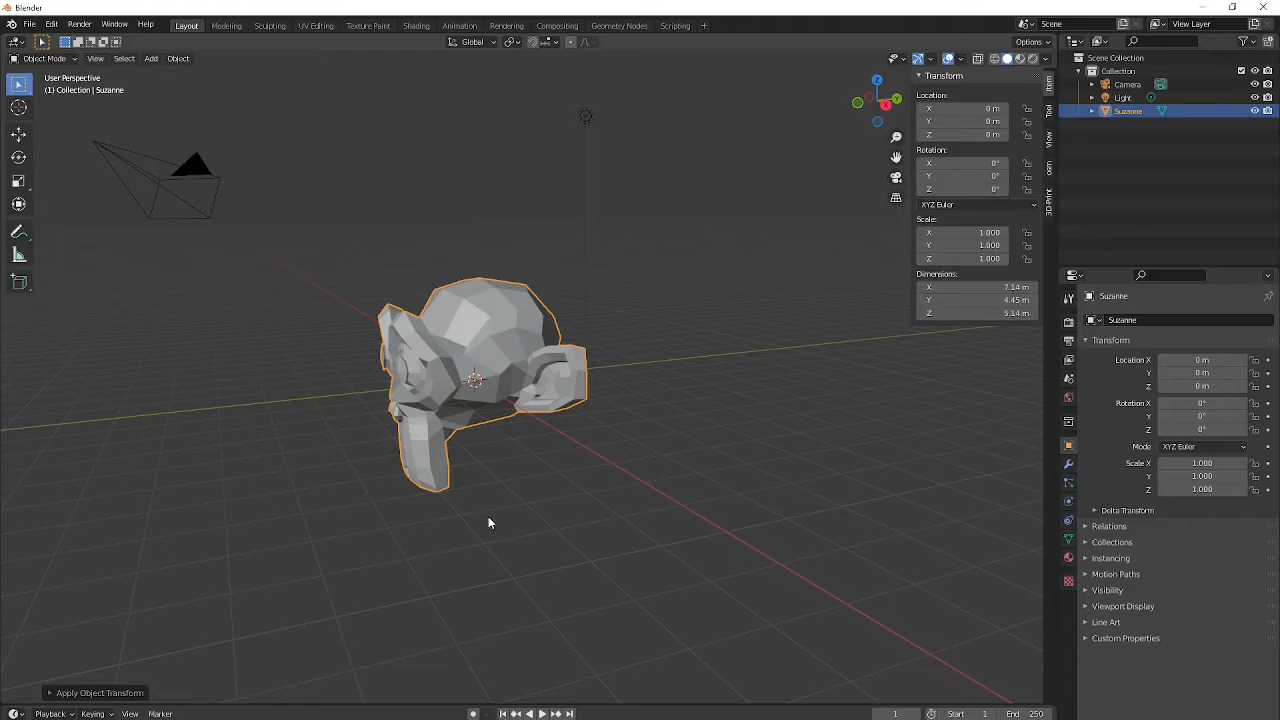 Blender
File Edit Render Window Help Layout Modeling Sculpting UV Editing Texture Paint Shading Animation Rendering Compositing Geometry Nodes Scripting + Scene View Layer
Global Options
Object Mode View Select Add Object
User Perspective
(1) Collection | Suzanne
Z
Y
X
Transform
Location:
X 0 m
Y 0 m
Z 0 m
Rotation:
X 0°
Y 0°
Z 0°
XYZ Euler
Scale:
X 1.000
Y 1.000
Z 1.000
Dimensions:
X 7.14 m
Y 4.45 m
Z 5.14 m
Item
Tool
View
3D-Print
Scene Collection
Collection
Camera
Light
Suzanne
Suzanne
Suzanne
Transform
Location X 0 m
Y 0 m
Z 0 m
Rotation X 0°
Y 0°
Z 0°
Mode XYZ Euler
Scale X 1.000
Y 1.000
Z 1.000
Delta Transform
Relations
Collections
Instancing
Motion Paths
Visibility
Viewport Display
Line Art
Custom Properties
Apply Object Transform
Playback Keying View Marker 1 Start 1 End 250